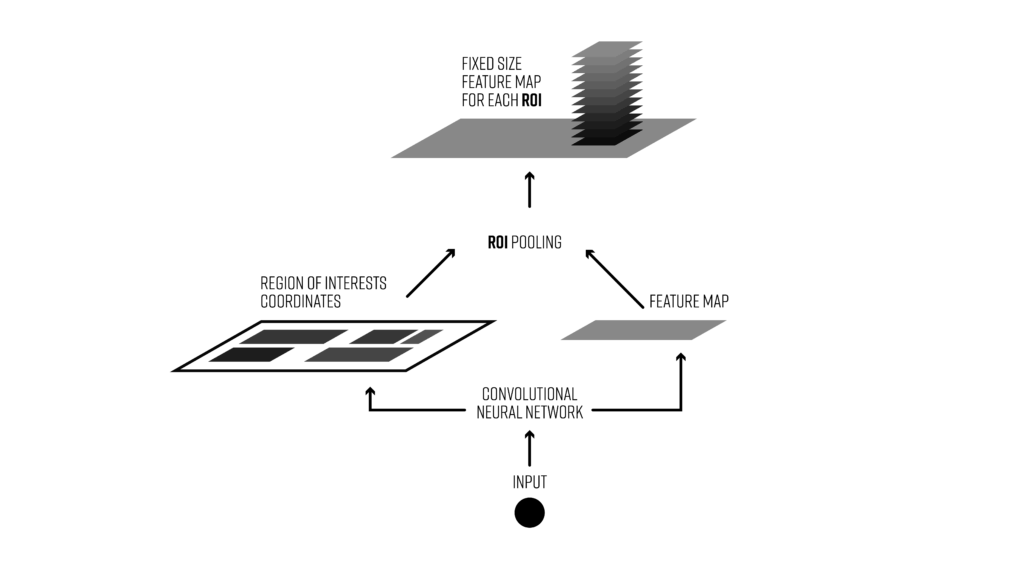 FIXED SIZE
FEATURE MAP
FOR EACH ROI
ROI POOLING
REGION OF INTERESTS
COORDINATES
FEATURE MAP
CONVOLUTIONAL
NEURAL NETWORK
INPUT